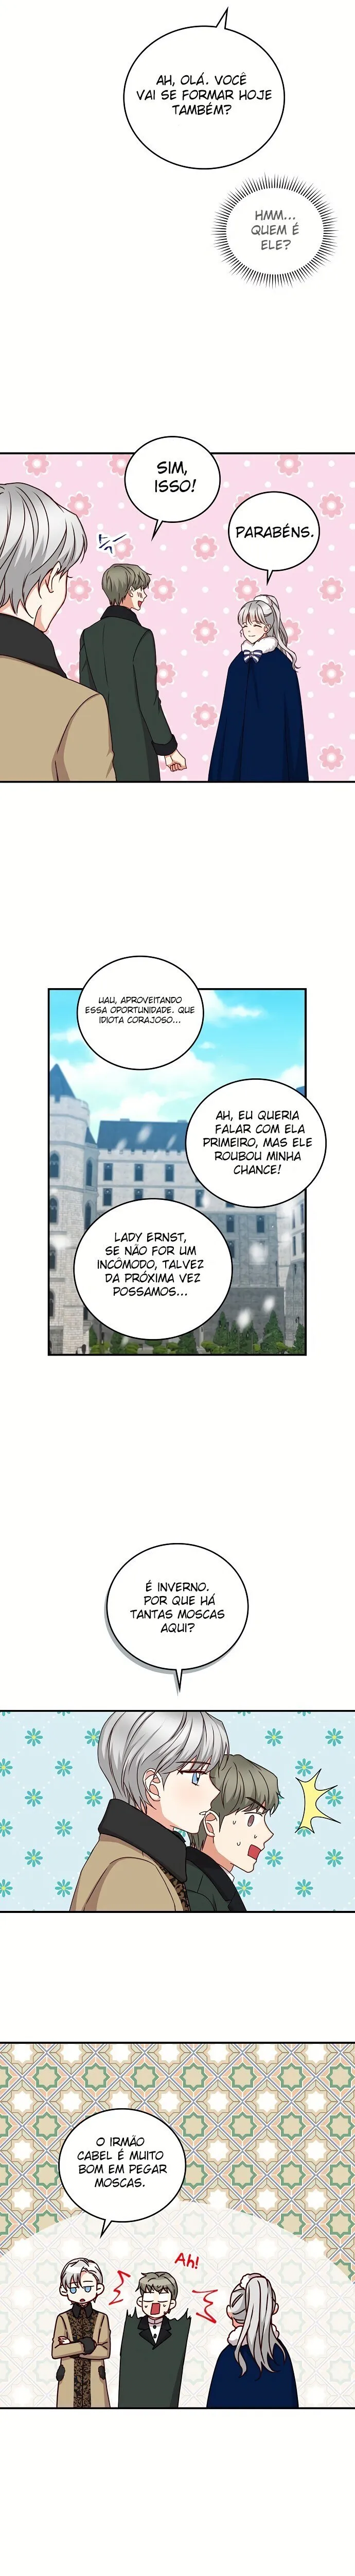 AH, OLÁ. VOCÊ
VAI SE FORMAR HOJE
TAMBÉM?
HMM...
QUEM É
ELE?
SIM,
ISSO!
PARABÉNS.
UAU, APROVEITANDO
ESSA OPORTUNIDADE. QUE
IDIOTA CORAJOSO...
AH, EU QUERIA
FALAR COM ELA
PRIMEIRO, MAS ELE
ROUBOU MINHA
CHANCE!
LADY ERNST,
SE NÃO FOR UM
INCÔMODO, TALVEZ
DA PRÓXIMA VEZ
POSSAMOS...
É INVERNO.
POR QUE HÁ
TANTAS MOSCAS
AQUI?
O IRMÃO
CABEL É MUITO
BOM EM PEGAR
MOSCAS.
Ah!